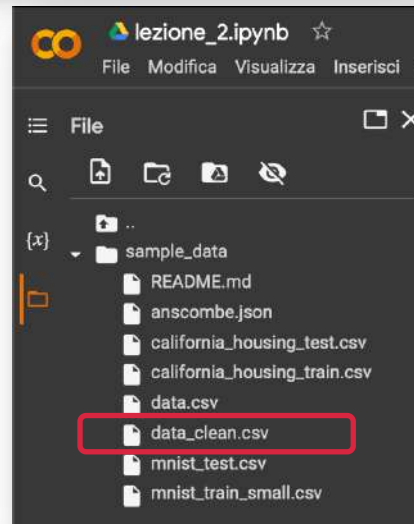 lezione_2.ipynb
File Modifica Visualizza Inserisci
File
..
{x}
sample_data
README.md
anscombe.json
california_housing_test.csv
california_housing_train.csv
data.csv
data_clean.csv
mnist_test.csv
mnist_train_small.csv